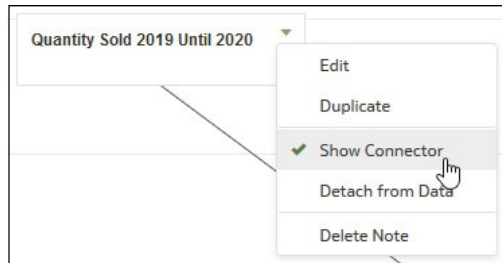 Quantity Sold 2019 Until 2020
Edit
Duplicate
Show Connector
Detach from Data
Delete Note